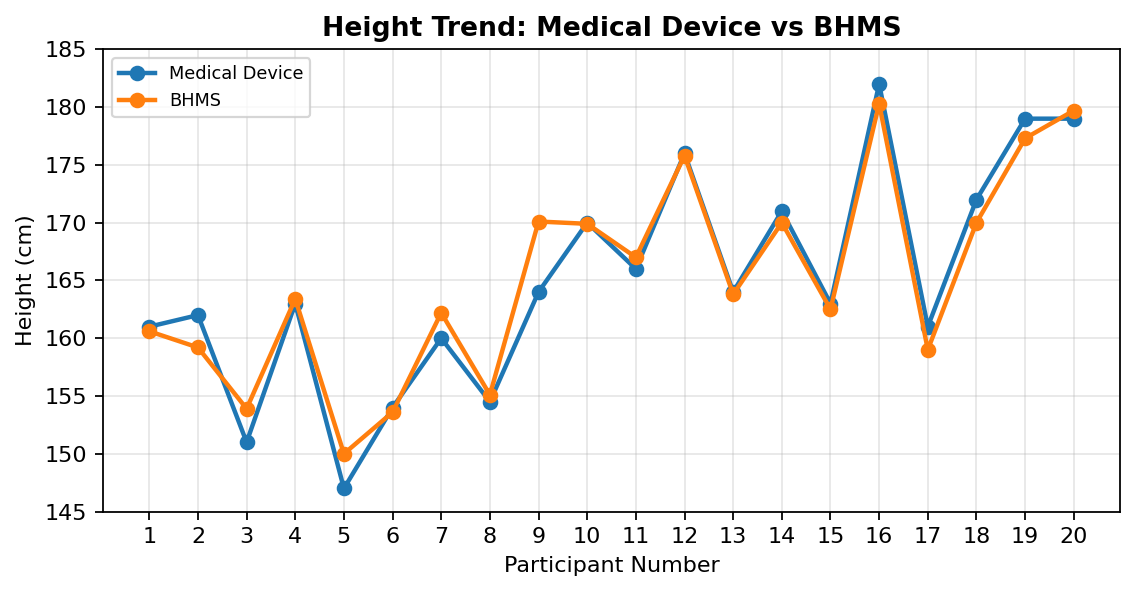 Height Trend: Medical Device vs BHMS
Medical Device
BHMS
Height (cm)
185
180
175
170
165
160
155
150
145
1 2 3 4 5 6 7 8 9 10 11 12 13 14 15 16 17 18 19 20
Participant Number